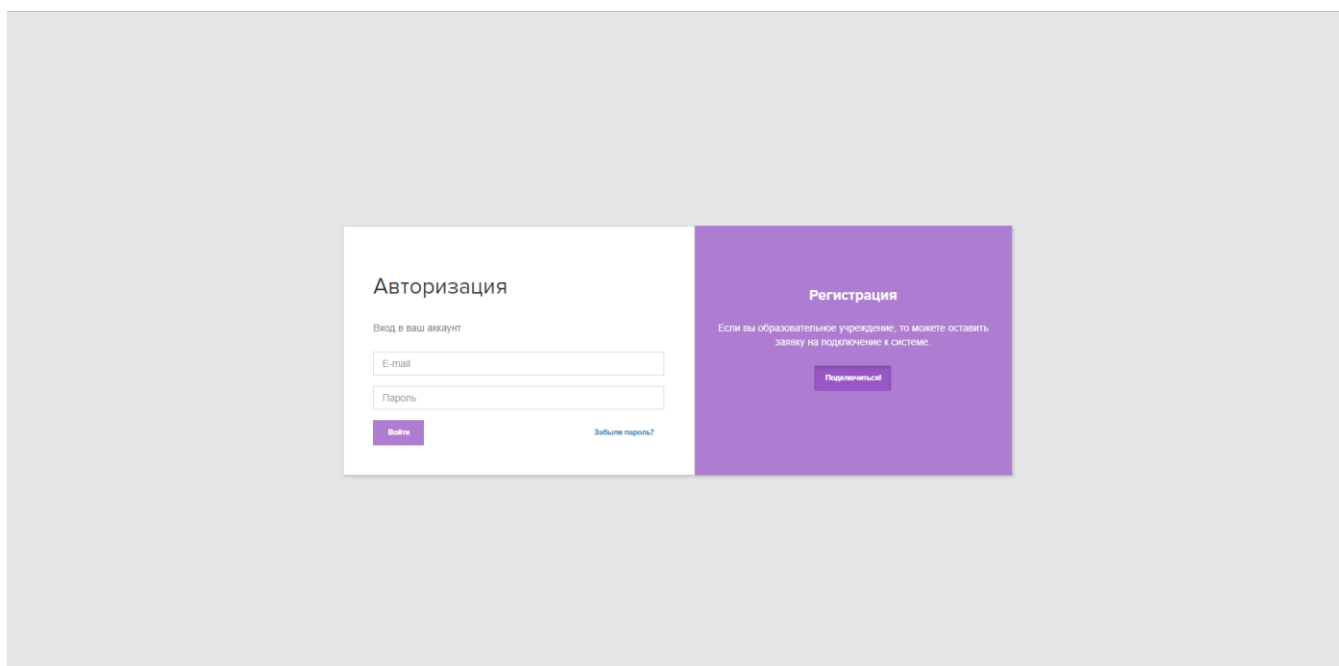 Авторизация
Вход в ваш аккаунт
E-mail
Пароль
Войти
Забыли пароль?
Регистрация
Если вы образовательное учреждение, то можете оставить
заявку на подключение к системе.
Подключиться!